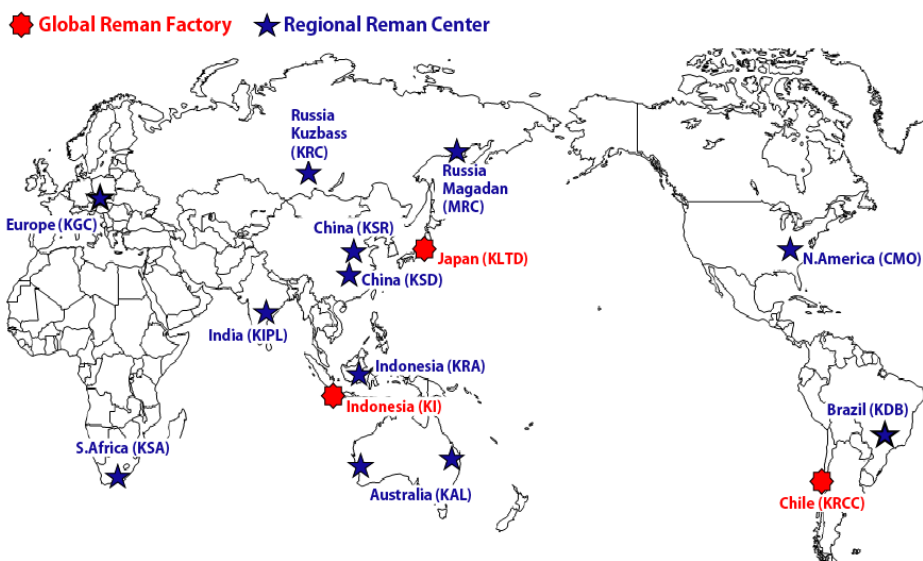 Global Reman Factory
Regional Reman Center
Russia
Kuzbass
(KRC)
Russia
Magadan
(MRC)
Europe (KGC)
China (KSR)
Japan (KLTD)
N.America (CMO)
China (KSD)
India (KIPL)
Indonesia (KRA)
Indonesia (KI)
Brazil (KDB)
S.Africa (KSA)
Australia (KAL)
Chile (KRCC)